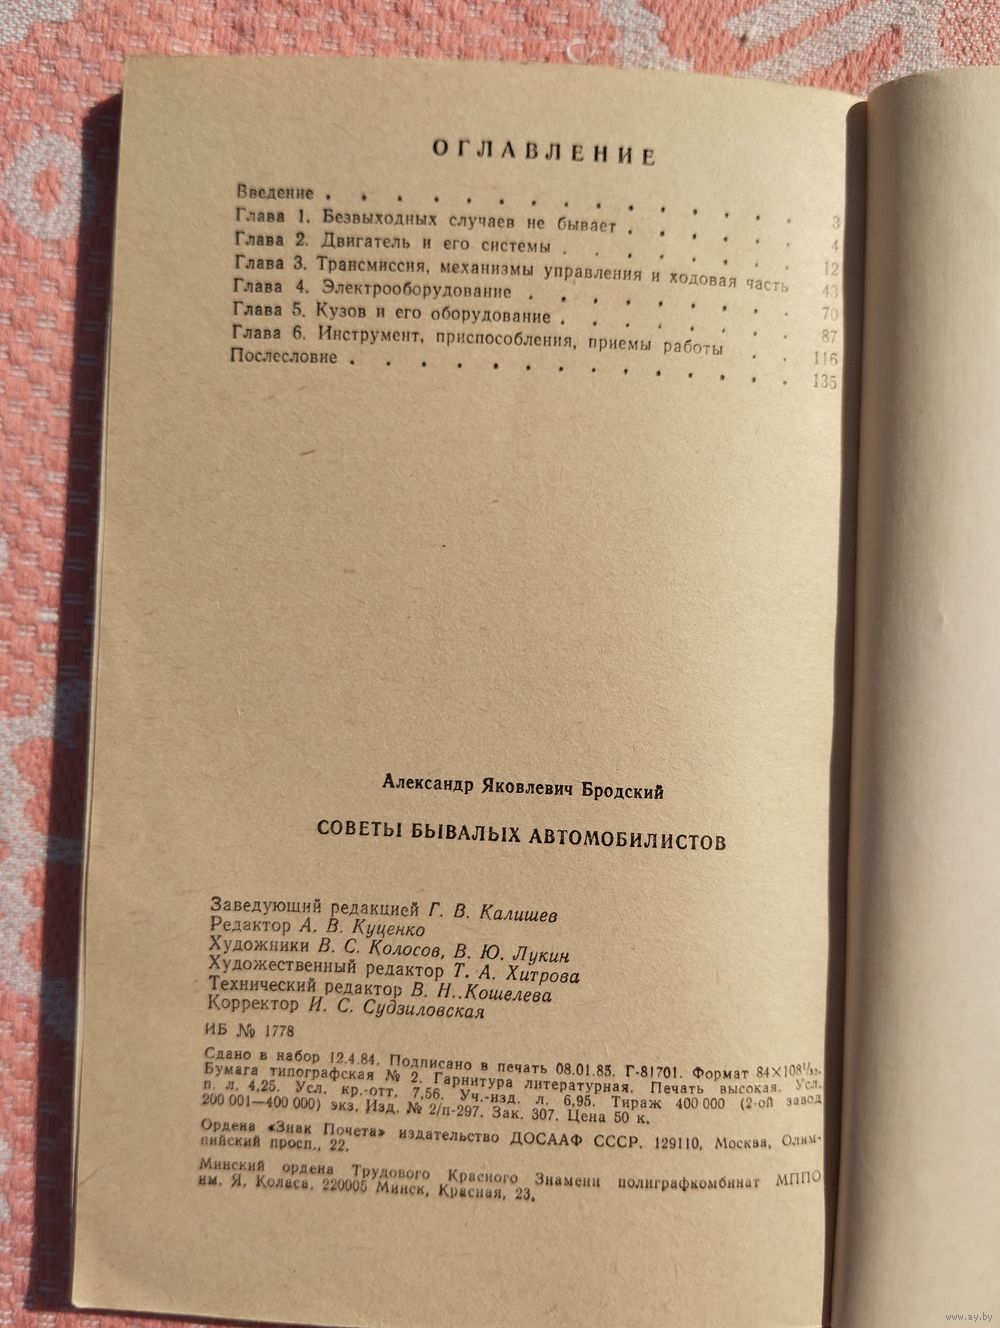 ОГЛАВЛЕНИЕ
Введение . . . . . . . . . . . . . . 3
Глава 1. Безвыходных случаев не бывает . . . . . 4
Глава 2. Двигатель и его системы . . . . . . . 12
Глава 3. Трансмиссия, механизмы управления и ходовая часть 43
Глава 4. Электрооборудование . . . . . . . . 70
Глава 5. Кузов и его оборудование . . . . . . . 87
Глава 6. Инструмент, приспособления, приемы работы . . 116
Послесловие . . . . . . . . . . . . . 135
Александр Яковлевич Бродский
СОВЕТЫ БЫВАЛЫХ АВТОМОБИЛИСТОВ
Заведующий редакцией Г. В. Калишев
Редактор А. В. Куценко
Художники В. С. Колосов, В. Ю. Лукин
Художественный редактор Т. А. Хитрова
Технический редактор В. Н..Кошелева
Корректор И. С. Судзиловская
ИБ № 1778
Сдано в набор 12.4.84. Подписано в печать 08.01.85. Г-81701. Формат 84×108¹/₃₂.
Бумага типографская № 2. Гарнитура литературная. Печать высокая. Усл.
п. л. 4,25. Усл. кр.-отт. 7,56. Уч.-изд. л. 6,95. Тираж 400 000 (2-ой завод
200 001—400 000) экз. Изд. № 2/п-297. Зак. 307. Цена 50 к.
Ордена «Знак Почета» издательство ДОСААФ СССР. 129110, Москва, Олим-
пийский просп., 22.
Минский ордена Трудового Красного Знамени полиграфкомбинат МППО
им. Я. Коласа. 220005 Минск, Красная, 23.
www.ay.by